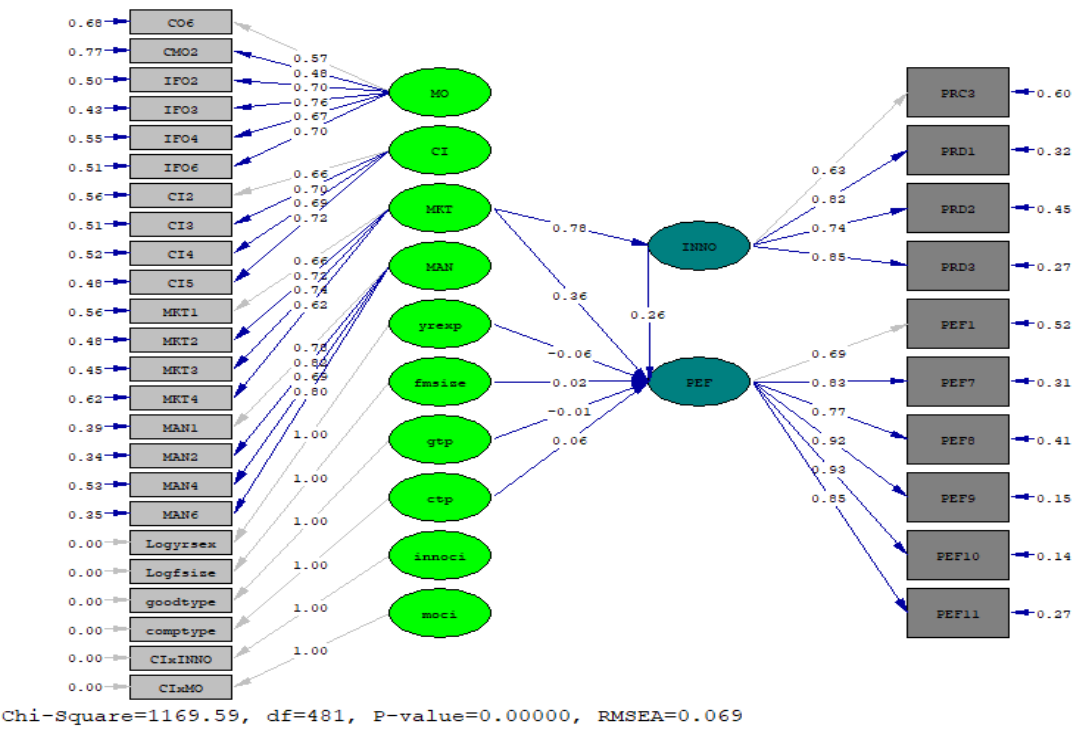 0.68 CO6
0.77 CMO2
0.50 IFO2
0.43 IFO3
0.55 IFO4
0.51 IFO6
0.56 CI2
0.51 CI3
0.52 CI4
0.48 CI5
0.56 MKT1
0.48 MKT2
0.45 MKT3
0.62 MKT4
0.39 MAN1
0.34 MAN2
0.53 MAN4
0.35 MAN6
0.00 Logyrsex
0.00 Logfsize
0.00 goodtype
0.00 comptype
0.00 CIxINNO
0.00 CIxMO
0.57
0.48
0.70
0.76
0.67
0.70
0.66
0.70
0.69
0.72
0.66
0.72
0.74
0.62
0.78
0.69
0.80
1.00
1.00
1.00
1.00
1.00
1.00
MO
CI
MKT
MAN
yrexp
fmsize
gtp
ctp
innoci
moci
0.78
0.36
0.26
-0.06
0.02
-0.01
0.06
INNO
PEF
0.63
0.82
0.74
0.85
0.69
0.83
0.77
0.92
0.93
0.85
PRC3 0.60
PRD1 0.32
PRD2 0.45
PRD3 0.27
PEF1 0.52
PEF7 0.31
PEF8 0.41
PEF9 0.15
PEF10 0.14
PEF11 0.27
Chi-Square=1169.59, df=481, P-value=0.00000, RMSEA=0.069